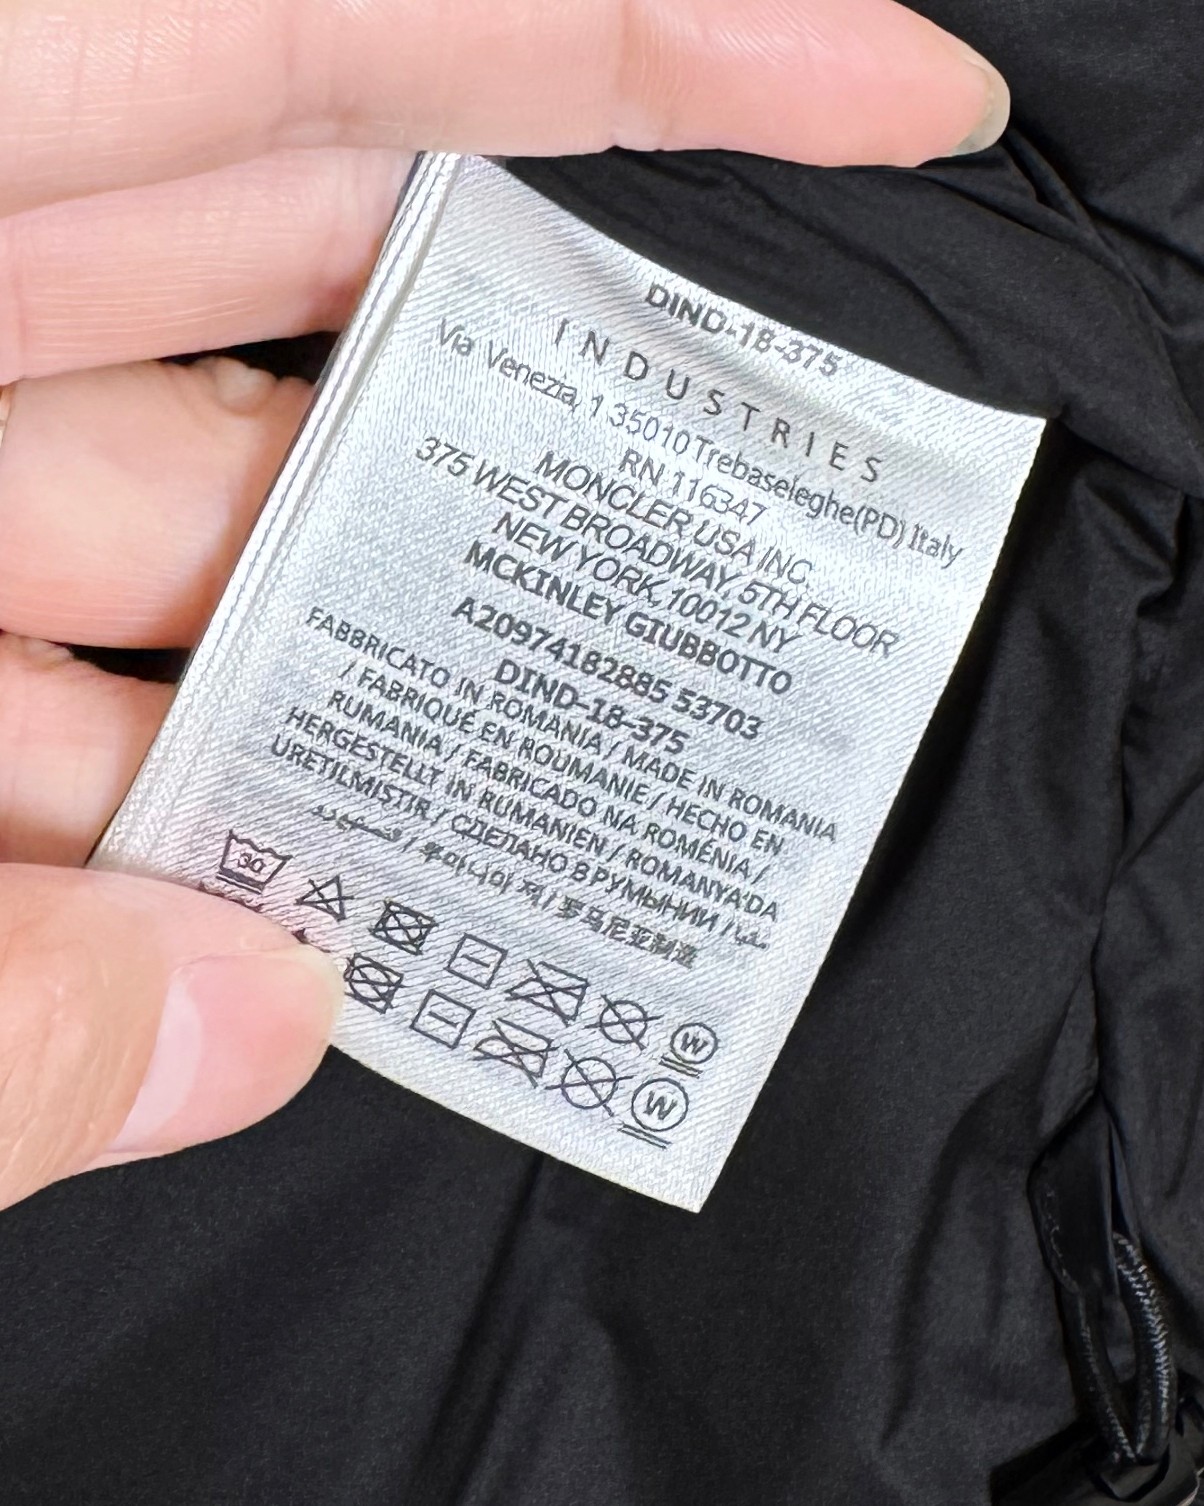 DIND-18-375
INDUSTRIES
Via Venezia, 1 35010 Trebaseleghe(PD) Italy
RN 116347
MONCLER USA INC.
375 WEST BROADWAY, 5TH FLOOR
NEW YORK, 10012 NY
MCKINLEY GIUBBOTTO
A20974182885 53703
DIND-18-375
FABBRICATO IN ROMANIA / MADE IN ROMANIA
/ FABRIQUÉ EN ROUMANIE / HECHO EN
RUMANIA / FABRICADO NA ROMÉNIA /
HERGESTELLT IN RUMÄNIEN / ROMANYA'DA
URETILMISTIR / СДЕЛАНО В РУМЫНИИ /
/ 罗马尼亚制造
30
W
W